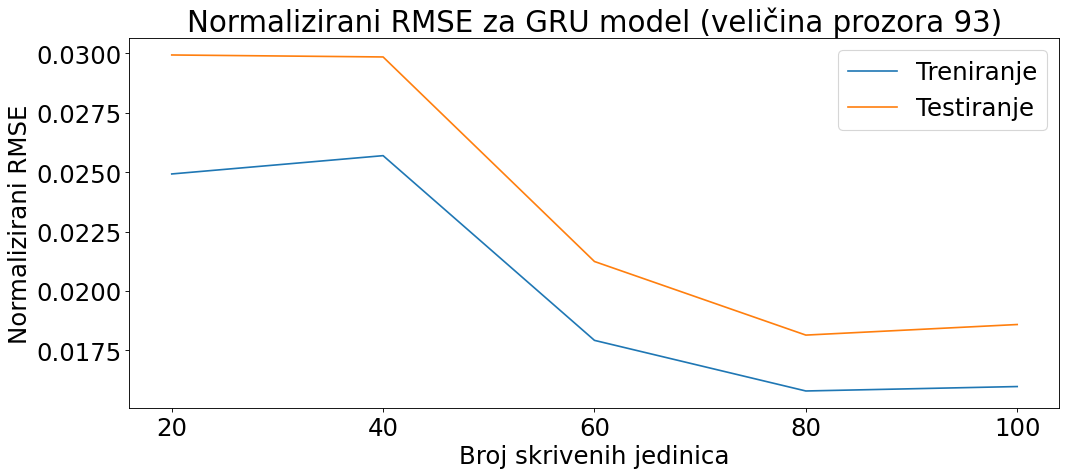 Normalizirani RMSE za GRU model (veličina prozora 93)
Normalizirani RMSE
0.0300
0.0275
0.0250
0.0225
0.0200
0.0175
Treniranje
Testiranje
20 40 60 80 100
Broj skrivenih jedinica